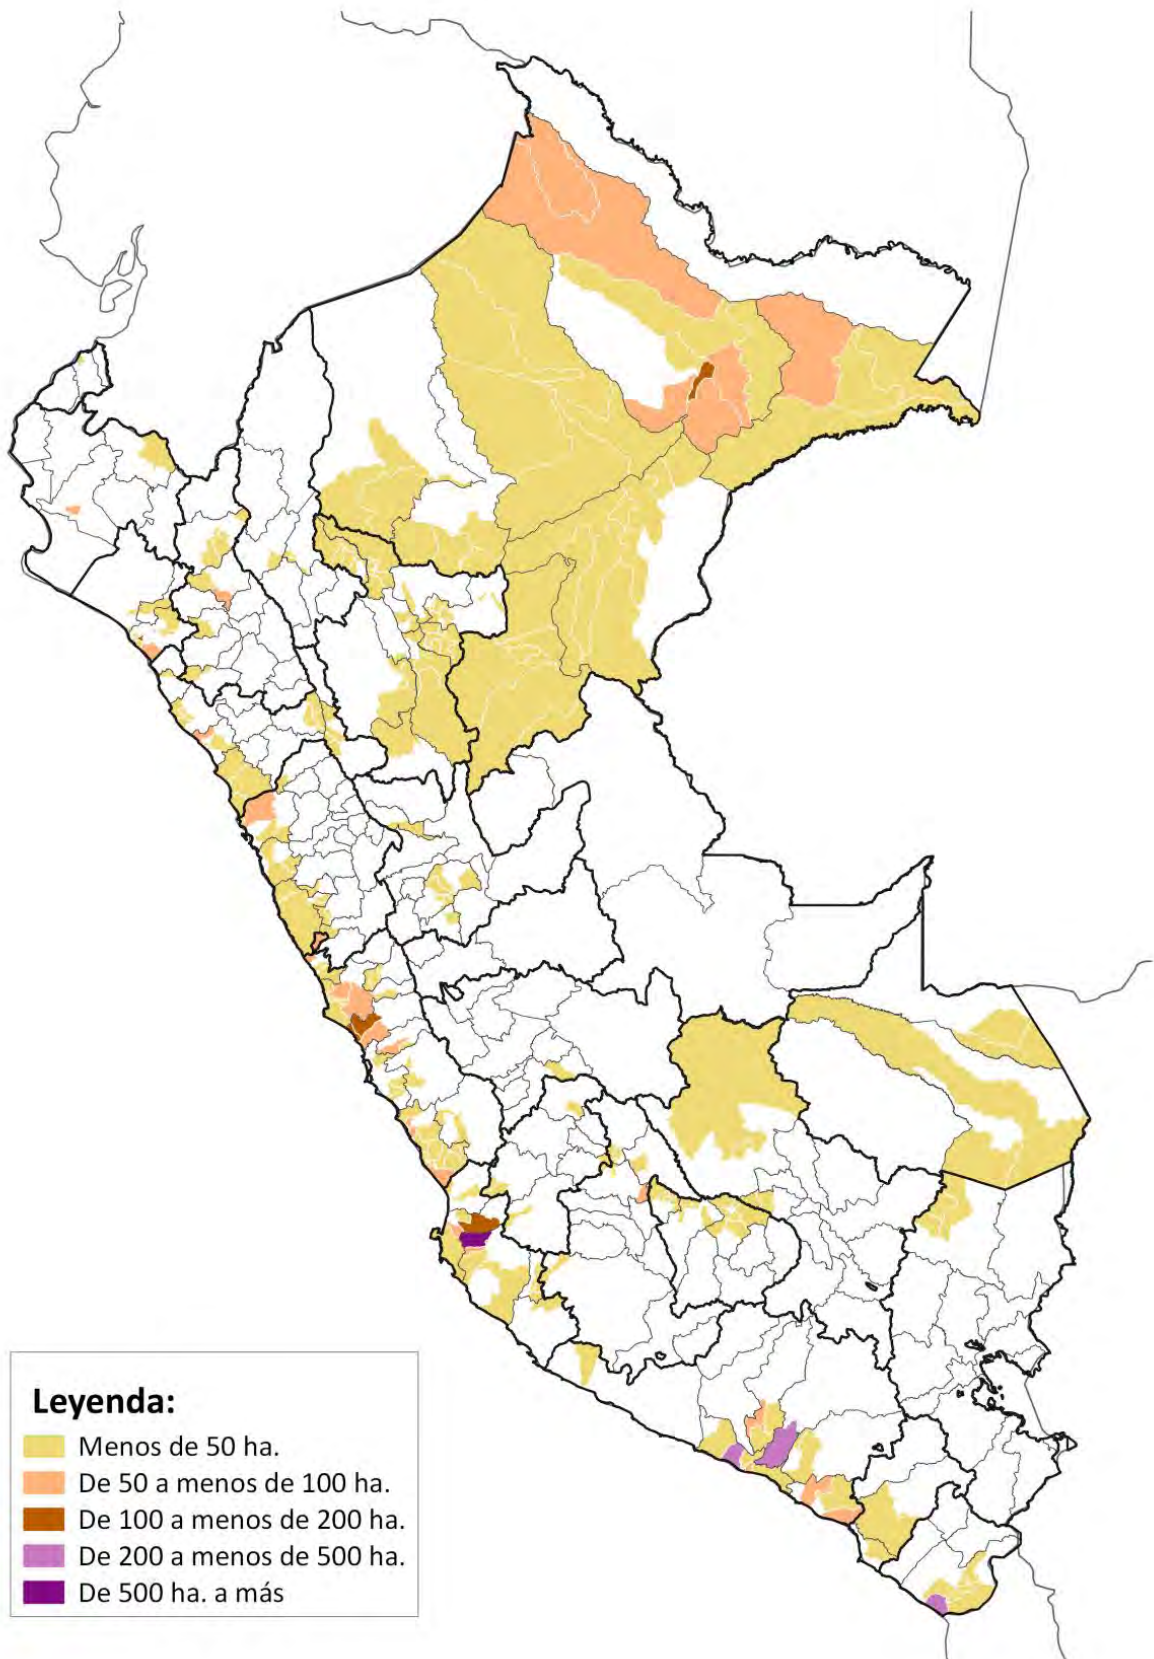 Leyenda:
Menos de 50 ha.
De 50 a menos de 100 ha.
De 100 a menos de 200 ha.
De 200 a menos de 500 ha.
De 500 ha. a más